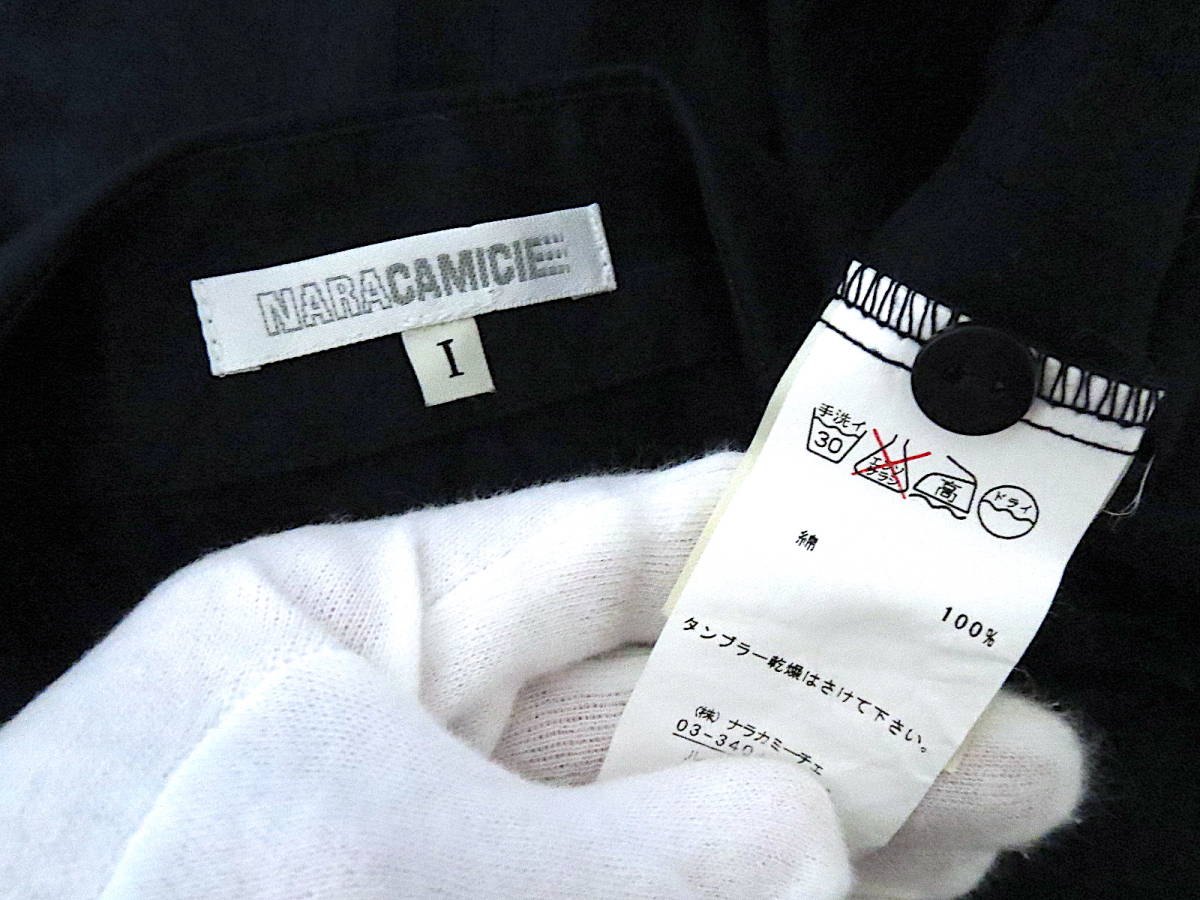 NARACAMICIE
I
手洗イ
30
エンソ
サラシ
高
ドライ
綿
100%
タンブラー乾燥はさけて下さい。
(株)ナラカミーチェ
03-340